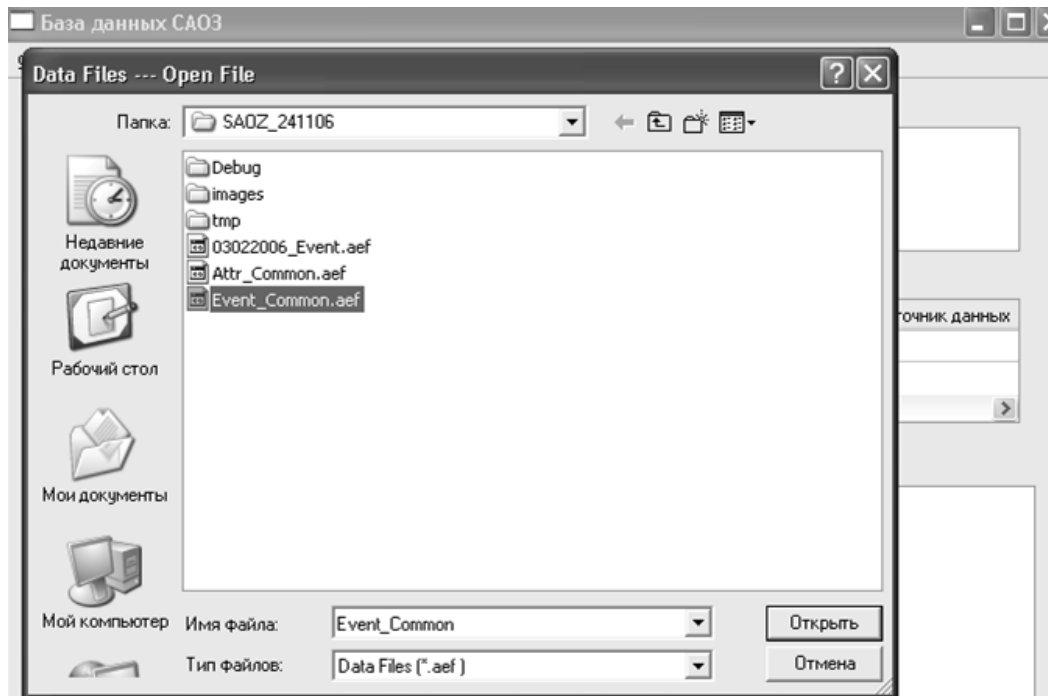 База данных САОЗ
Data Files --- Open File
Папка: SAOZ_241106
Debug
images
tmp
03022006_Event.aef
Attr_Common.aef
Event_Common.aef
Недавние
документы
Рабочий стол
Мои документы
Мой компьютер
точник данных
Имя файла: Event_Common Открыть
Тип файлов: Data Files (*.aef ) Отмена